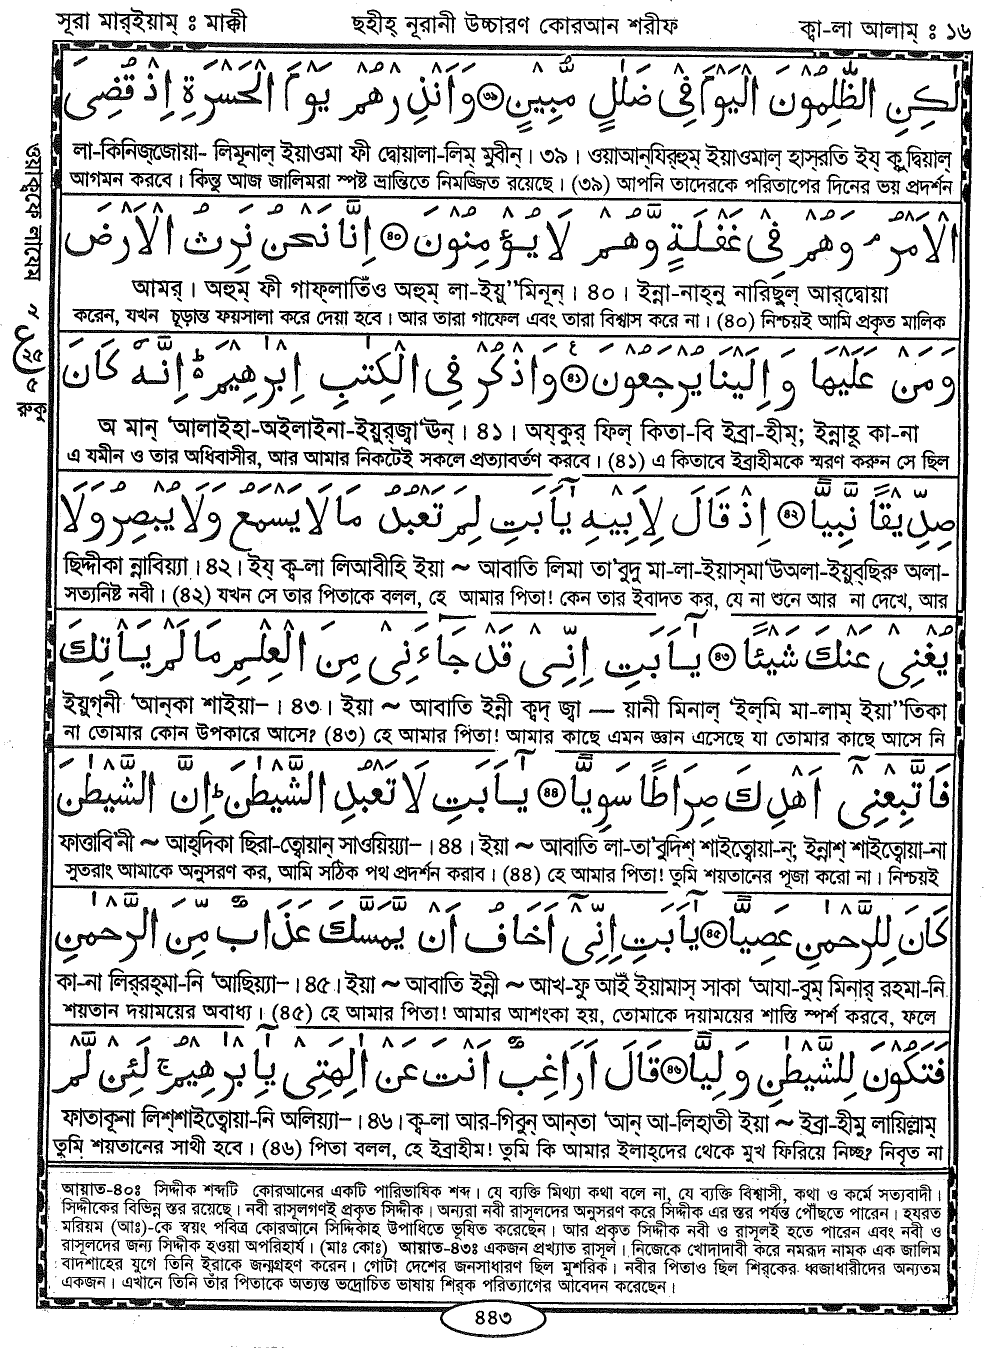 সূরা মার্‌ইয়াম্ : মাক্কী ছহীহ্ নূরানী উচ্চারণ কোরআন শরীফ ক্বা-লা আলাম্ : ১৬
لٰكِنِ الظّٰلِمُوْنَ الْيَوْمَ فِىْ ضَلٰلٍ مُّبِيْنٍ ۝٣٨ وَاَنْذِرْهُمْ يَوْمَ الْحَسْرَةِ اِذْ قُضِىَ
লা-কিনিজ্‌জোয়া- লিমূনাল্ ইয়াওমা ফী দ্বোয়ালা-লিম্ মুবীন্। ৩৯। ওয়াআন্‌যির্‌হুম্ ইয়াওমাল্ হাস্‌রতি ইয্ ক্বুদ্বিয়াল্
আগমন করবে। কিন্তু আজ জালিমরা স্পষ্ট ভ্রান্তিতে নিমজ্জিত রয়েছে। (৩৯) আপনি তাদেরকে পরিতাপের দিনের ভয় প্রদর্শন
الْاَمْرُ ۘ وَهُمْ فِىْ غَفْلَةٍ وَّهُمْ لَا يُؤْمِنُوْنَ ۝٤٠ اِنَّا نَحْنُ نَرِثُ الْاَرْضَ
আমর্। অহুম্ ফী গাফ্‌লাতিঁও অহুম্ লা-ইয়ু''মিনূন্। ৪০। ইন্না-নাহ্‌নু নারিছুল্ আর্‌দ্বোয়া
করেন, যখন চূড়ান্ত ফয়সালা করে দেয়া হবে। আর তারা গাফেল এবং তারা বিশ্বাস করে না। (৪০) নিশ্চয়ই আমি প্রকৃত মালিক
وَمَنْ عَلَيْهَا وَاِلَيْنَا يُرْجَعُوْنَ ۝٤١ وَاذْكُرْ فِى الْكِتٰبِ اِبْرٰهِيْمَ ؕ اِنَّهٗ كَانَ
অ মান্ 'আলাইহা-অইলাইনা-ইয়ুর্‌জ্বা'উন্। ৪১। অয্‌কুর্ ফিল্ কিতা-বি ইব্রা-হীম্; ইন্নাহূ কা-না
এ যমীন ও তার অধিবাসীর, আর আমার নিকটেই সকলে প্রত্যাবর্তন করবে। (৪১) এ কিতাবে ইব্রাহীমকে স্মরণ করুন সে ছিল
صِدِّيْقًا نَّبِيًّا ۝٤٢ اِذْ قَالَ لِاَبِيْهِ يٰٓاَبَتِ لِمَ تَعْبُدُ مَا لَا يَسْمَعُ وَلَا يُبْصِرُ وَلَا
ছিদ্দীকা ন্নাবিয়্যা। ৪২। ইয্ ক্ব-লা লিআবীহি ইয়া ~ আবাতি লিমা তা'বুদু মা-লা-ইয়াস্‌মা'উঅলা-ইয়ুব্‌ছিরু অলা-
সত্যনিষ্ট নবী। (৪২) যখন সে তার পিতাকে বলল, হে আমার পিতা! কেন তার ইবাদত কর, যে না শুনে আর না দেখে, আর
يُغْنِىْ عَنْكَ شَيْئًا ۝٤٣ يٰٓاَبَتِ اِنِّىْ قَدْ جَآءَنِىْ مِنَ الْعِلْمِ مَا لَمْ يَاْتِكَ
ইয়ুগ্‌নী 'আন্‌কা শাইয়া-। ৪৩। ইয়া ~ আবাতি ইন্নী ক্বদ্ জ্বা — য়ানী মিনাল্ 'ইল্‌মি মা-লাম্ ইয়া''তিকা
না তোমার কোন উপকারে আসে? (৪৩) হে আমার পিতা! আমার কাছে এমন জ্ঞান এসেছে যা তোমার কাছে আসে নি
فَاتَّبِعْنِىْٓ اَهْدِكَ صِرَاطًا سَوِيًّا ۝٤٤ يٰٓاَبَتِ لَا تَعْبُدِ الشَّيْطٰنَ ؕ اِنَّ الشَّيْطٰنَ
ফাত্তাবি'নী ~ আহ্‌দিকা ছিরা-ত্বোয়ান্ সাওয়িয়্যা-। ৪৪। ইয়া ~ আবাতি লা-তা'বুদিশ্ শাইত্বোয়া-ন্; ইন্নাশ্ শাইত্বোয়া-না
সুতরাং আমাকে অনুসরণ কর, আমি সঠিক পথ প্রদর্শন করাব। (৪৪) হে আমার পিতা! তুমি শয়তানের পূজা করো না। নিশ্চয়ই
كَانَ لِلرَّحْمٰنِ عَصِيًّا ۝٤٥ يٰٓاَبَتِ اِنِّىْٓ اَخَافُ اَنْ يَّمَسَّكَ عَذَابٌ مِّنَ الرَّحْمٰنِ
কা-না লির্‌রহ্‌মা-নি 'আছিয়্যা-। ৪৫। ইয়া ~ আবাতি ইন্নী ~ আখ-ফু আইঁ ইয়ামাস্ সাকা 'আযা-বুম্ মিনার্ রহমা-নি
শয়তান দয়াময়ের অবাধ্য। (৪৫) হে আমার পিতা! আমার আশংকা হয়, তোমাকে দয়াময়ের শাস্তি স্পর্শ করবে, ফলে
فَتَكُوْنَ لِلشَّيْطٰنِ وَلِيًّا ۝٤٦ قَالَ اَرَاغِبٌ اَنْتَ عَنْ اٰلِهَتِىْ يٰٓاِبْرٰهِيْمُ ۚ لَئِنْ لَّمْ
ফাতাকূনা লিশ্‌শাইত্বোয়া-নি অলিয়্যা-। ৪৬। ক্ব-লা আর-গিবুন্ আন্‌তা 'আন্ আ-লিহাতী ইয়া ~ ইব্রা-হীমু লায়িল্লাম্
তুমি শয়তানের সাথী হবে। (৪৬) পিতা বলল, হে ইব্রাহীম! তুমি কি আমার ইলাহ্‌দের থেকে মুখ ফিরিয়ে নিচ্ছ? নিবৃত না
আয়াত-৪০ঃ সিদ্দীক শব্দটি কোরআনের একটি পারিভাষিক শব্দ। যে ব্যক্তি মিথ্যা কথা বলে না, যে ব্যক্তি বিশ্বাসী, কথা ও কর্মে সত্যবাদী।
সিদ্দীকের বিভিন্ন স্তর রয়েছে। নবী রাসূলগণই প্রকৃত সিদ্দীক। অন্যরা নবী রাসূলদের অনুসরণ করে সিদ্দীক এর স্তর পর্যন্ত পৌঁছতে পারেন। হযরত
মরিয়ম (আঃ)-কে স্বয়ং পবিত্র কোরআনে সিদ্দিকাহ উপাধিতে ভূষিত করেছেন। আর প্রকৃত সিদ্দীক নবী ও রাসূলই হতে পারেন এবং নবী ও
রাসূলদের জন্য সিদ্দীক হওয়া অপরিহার্য। (মাঃ কোঃ) আয়াত-৪৩ঃ একজন প্রখ্যাত রাসূল। নিজেকে খোদাদাবী করে নমরূদ নামক এক জালিম
বাদশাহের যুগে তিনি ইরাকে জন্মগ্রহণ করেন। গোটা দেশের জনসাধারণ ছিল মুশরিক। নবীর পিতাও ছিল শির্‌কের ধ্বজাধারীদের অন্যতম
একজন। এখানে তিনি তাঁর পিতাকে অত্যন্ত ভদ্রোচিত ভাষায় শির্‌ক পরিত্যাগের আবেদন করেছেন।
৪৪৩
ওয়াক্বফে লাযেম
২
২৫
৫
রুকু